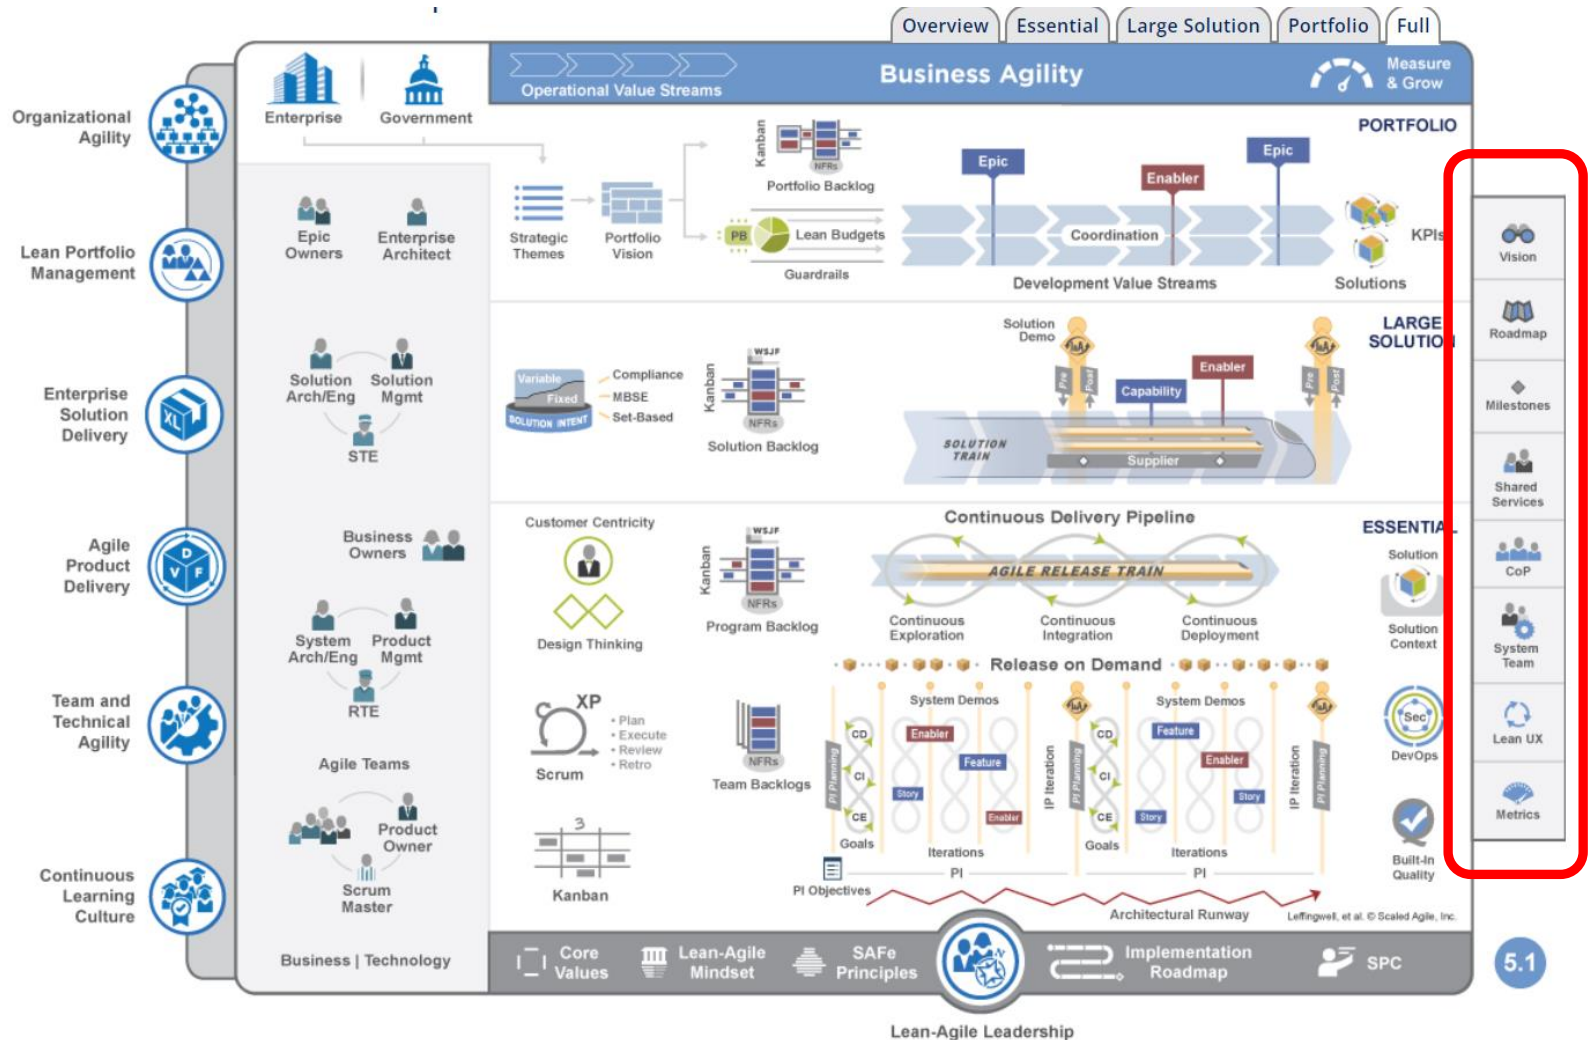 Overview
Essential
Large Solution
Portfolio
Full
Enterprise
Government
Operational Value Streams
Business Agility
Measure
& Grow
Organizational
Agility
Lean Portfolio
Management
Enterprise
Solution
Delivery
XL
Agile
Product
Delivery
D
V F
Team and
Technical
Agility
Continuous
Learning
Culture
Epic
Owners
Enterprise
Architect
Solution
Arch/Eng
Solution
Mgmt
STE
Business
Owners
System
Arch/Eng
Product
Mgmt
RTE
Agile Teams
Product
Owner
Scrum
Master
Business | Technology
PORTFOLIO
Strategic
Themes
Portfolio
Vision
Kanban
NFRs
Portfolio Backlog
PB
Lean Budgets
Guardrails
Epic
Enabler
Epic
Coordination
Development Value Streams
KPIs
Solutions
LARGE
SOLUTION
Variable
Fixed
SOLUTION INTENT
Compliance
MBSE
Set-Based
WSJF
Kanban
NFRs
Solution Backlog
Solution
Demo
I&A
Pre
Post
Capability
Enabler
I&A
Pre
Post
SOLUTION
TRAIN
Supplier
ESSENTIAL
Customer Centricity
Design Thinking
WSJF
Kanban
NFRs
Program Backlog
Continuous Delivery Pipeline
AGILE RELEASE TRAIN
Continuous
Exploration
Continuous
Integration
Continuous
Deployment
Solution
Solution
Context
Release on Demand
XP
Scrum
• Plan
• Execute
• Review
• Retro
NFRs
Team Backlogs
3
Kanban
System Demos
PI Planning
CD
CI
CE
Goals
Enabler
Feature
Story
Enabler
Iterations
IP Iteration
I&A
PI Planning
System Demos
CD
CI
CE
Goals
Feature
Enabler
Story
Story
Iterations
IP Iteration
I&A
PI Planning
PI
PI
PI Objectives
Architectural Runway
Sec
DevOps
Built-In
Quality
Leffingwell, et al. © Scaled Agile, Inc.
Vision
Roadmap
Milestones
Shared
Services
CoP
System
Team
Lean UX
Metrics
Core
Values
Lean-Agile
Mindset
SAFe
Principles
N
Implementation
Roadmap
SPC
Lean-Agile Leadership
5.1